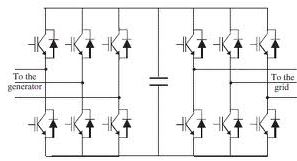 To the
generator
To the
grid